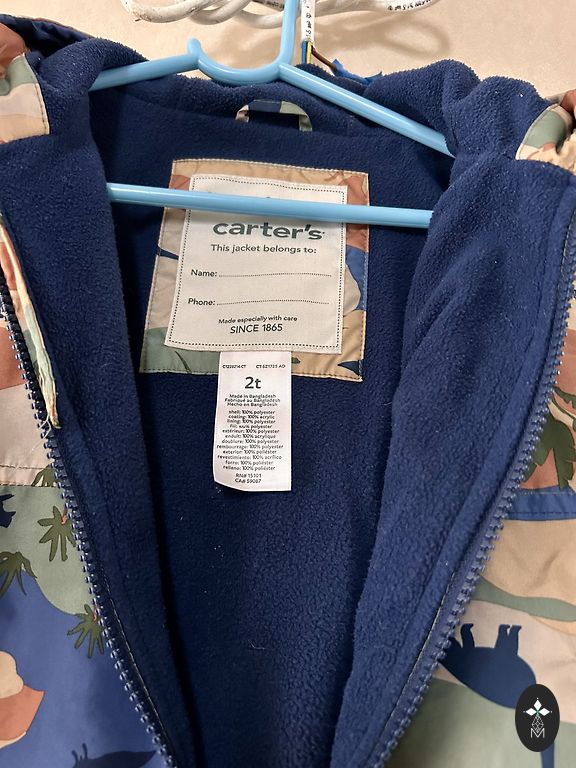 carter's
This jacket belongs to:
Name:
Phone:
Made especially with care
SINCE 1865
2t
Made in Bangladesh
Fabriqué au Bangladesh
Hecho en Bangladesh
shell: 100% polyester
coating: 100% acrylic
lining: 100% polyester
fill: 100% polyester
extérieur: 100% polyester
enduit: 100% acrylique
doublure: 100% polyester
rembourrage: 100% polyester
exterior: 100% poliéster
revestimiento: 100% acrílico
forro: 100% poliéster
relleno: 100% poliéster
RN# 15101
CA# 59087